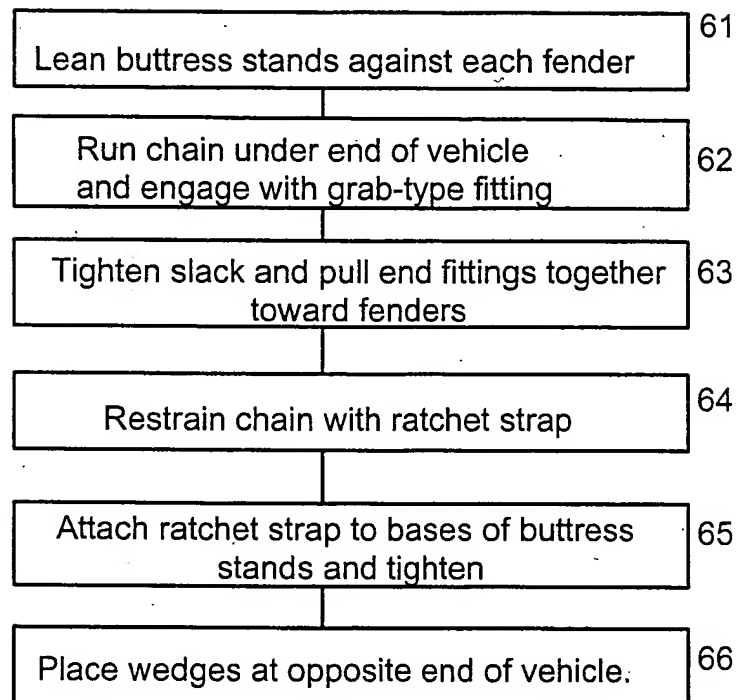 61
Lean buttress stands against each fender
Run chain under end of vehicle
and engage with grab-type fitting
62
Tighten slack and pull end fittings together
toward fenders
63
Restrain chain with ratchet strap
64
Attach ratchet strap to bases of buttress
stands and tighten
65
Place wedges at opposite end of vehicle.
66